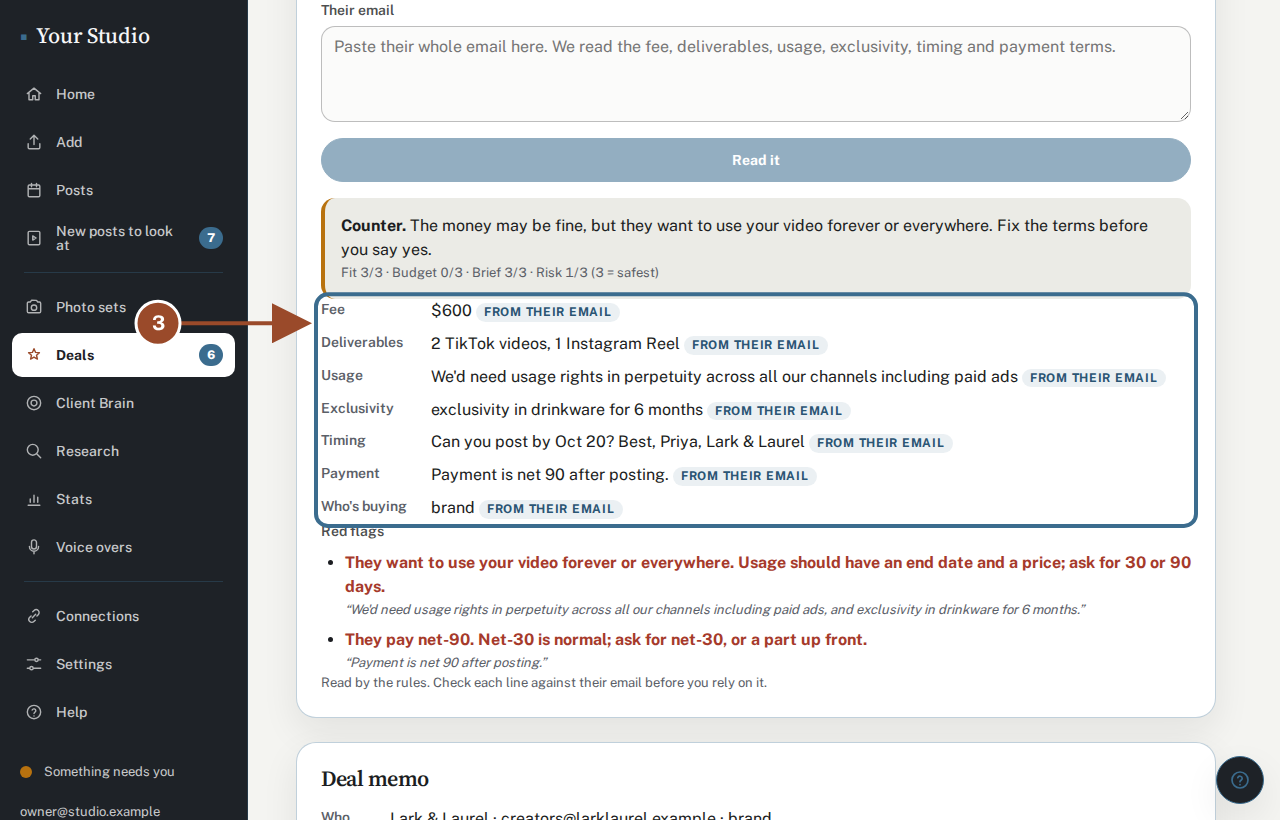 Your Studio
Home
Add
Posts
New posts to look at
7
Photo sets
3
Deals
6
Client Brain
Research
Stats
Voice overs
Connections
Settings
Help
Something needs you
owner@studio.example
Their email
Paste their whole email here. We read the fee, deliverables, usage, exclusivity, timing and payment terms.
Read it
Counter. The money may be fine, but they want to use your video forever or everywhere. Fix the terms before
you say yes.
Fit 3/3 · Budget 0/3 · Brief 3/3 · Risk 1/3 (3 = safest)
Fee $600 FROM THEIR EMAIL
Deliverables 2 TikTok videos, 1 Instagram Reel FROM THEIR EMAIL
Usage We'd need usage rights in perpetuity across all our channels including paid ads FROM THEIR EMAIL
Exclusivity exclusivity in drinkware for 6 months FROM THEIR EMAIL
Timing Can you post by Oct 20? Best, Priya, Lark & Laurel FROM THEIR EMAIL
Payment Payment is net 90 after posting. FROM THEIR EMAIL
Who's buying brand FROM THEIR EMAIL
Red flags
They want to use your video forever or everywhere. Usage should have an end date and a price; ask for 30 or 90
days.
“We'd need usage rights in perpetuity across all our channels including paid ads, and exclusivity in drinkware for 6 months.”
They pay net-90. Net-30 is normal; ask for net-30, or a part up front.
“Payment is net 90 after posting.”
Read by the rules. Check each line against their email before you rely on it.
Deal memo
Who Lark & Laurel · creators@larklaurel.example · brand